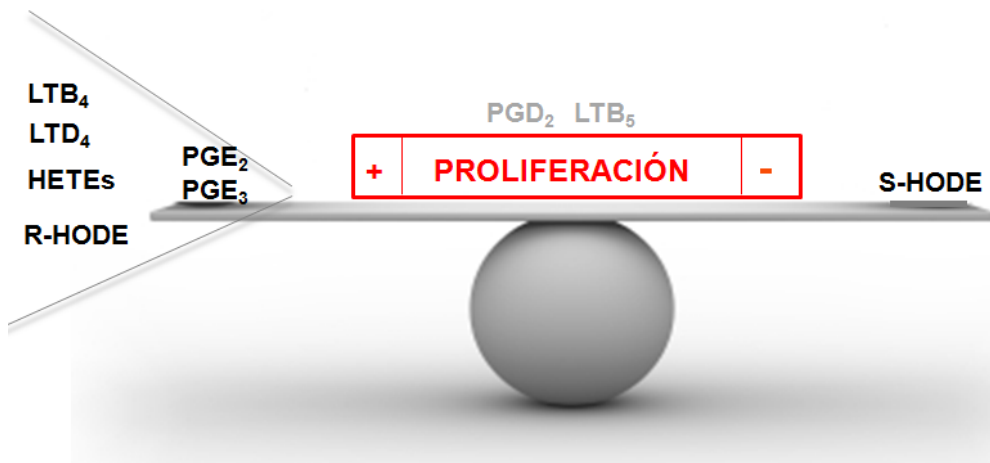 LTB₄
LTD₄
HETEs
R-HODE
PGE₂
PGE₃
PGD₂ LTB₅
+ PROLIFERACIÓN -
S-HODE